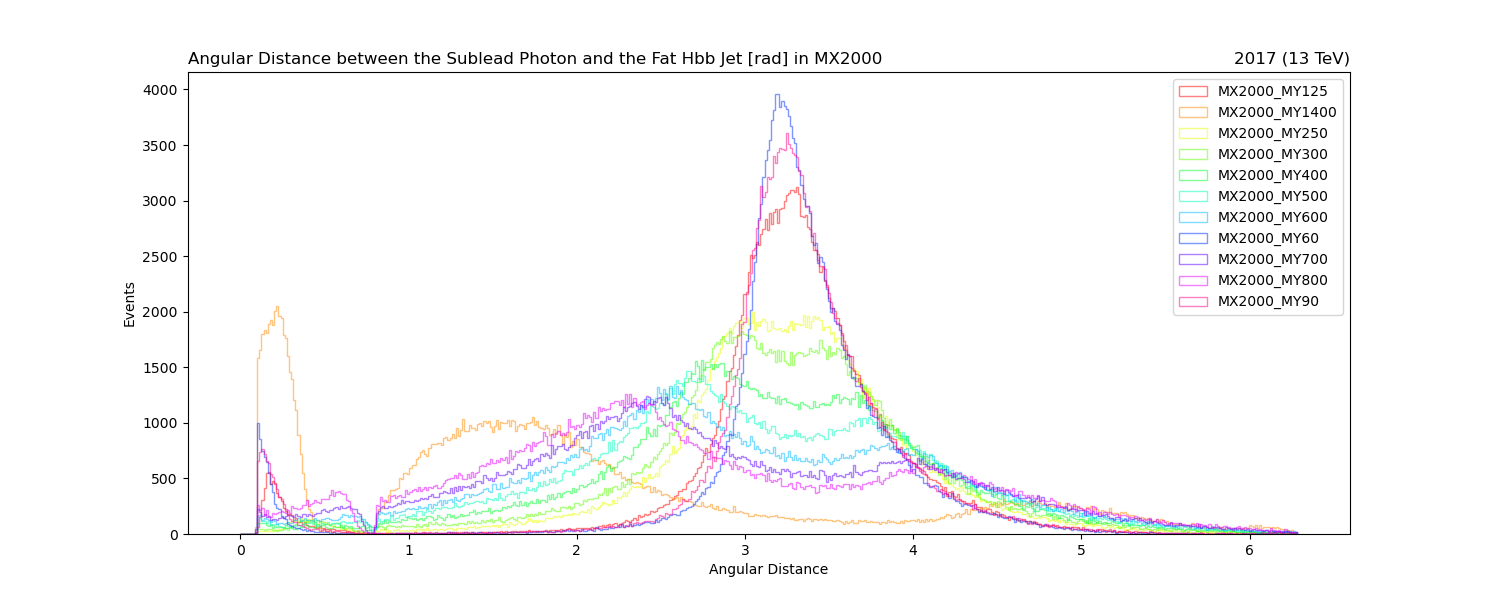 Angular Distance between the Sublead Photon and the Fat Hbb Jet [rad] in MX2000
2017 (13 TeV)
4000
3500
3000
2500
2000
1500
1000
500
0
Events
MX2000_MY125
MX2000_MY1400
MX2000_MY250
MX2000_MY300
MX2000_MY400
MX2000_MY500
MX2000_MY600
MX2000_MY60
MX2000_MY700
MX2000_MY800
MX2000_MY90
0 1 2 3 4 5 6
Angular Distance